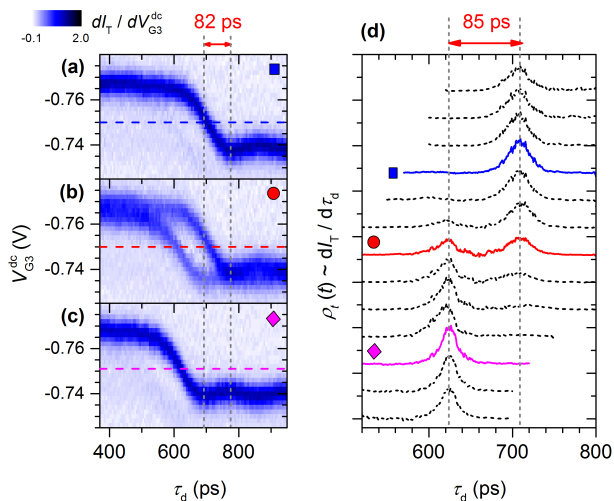 dI_T / dV_G3^dc
-0.1 2.0
82 ps
85 ps
(a)
-0.76
-0.74
(b)
-0.76
-0.74
(c)
-0.76
-0.74
V_G3^dc (V)
400 600 800
τ_d (ps)
(d)
ρ_t (t) ~ dI_T / dτ_d
600 700 800
τ_d (ps)